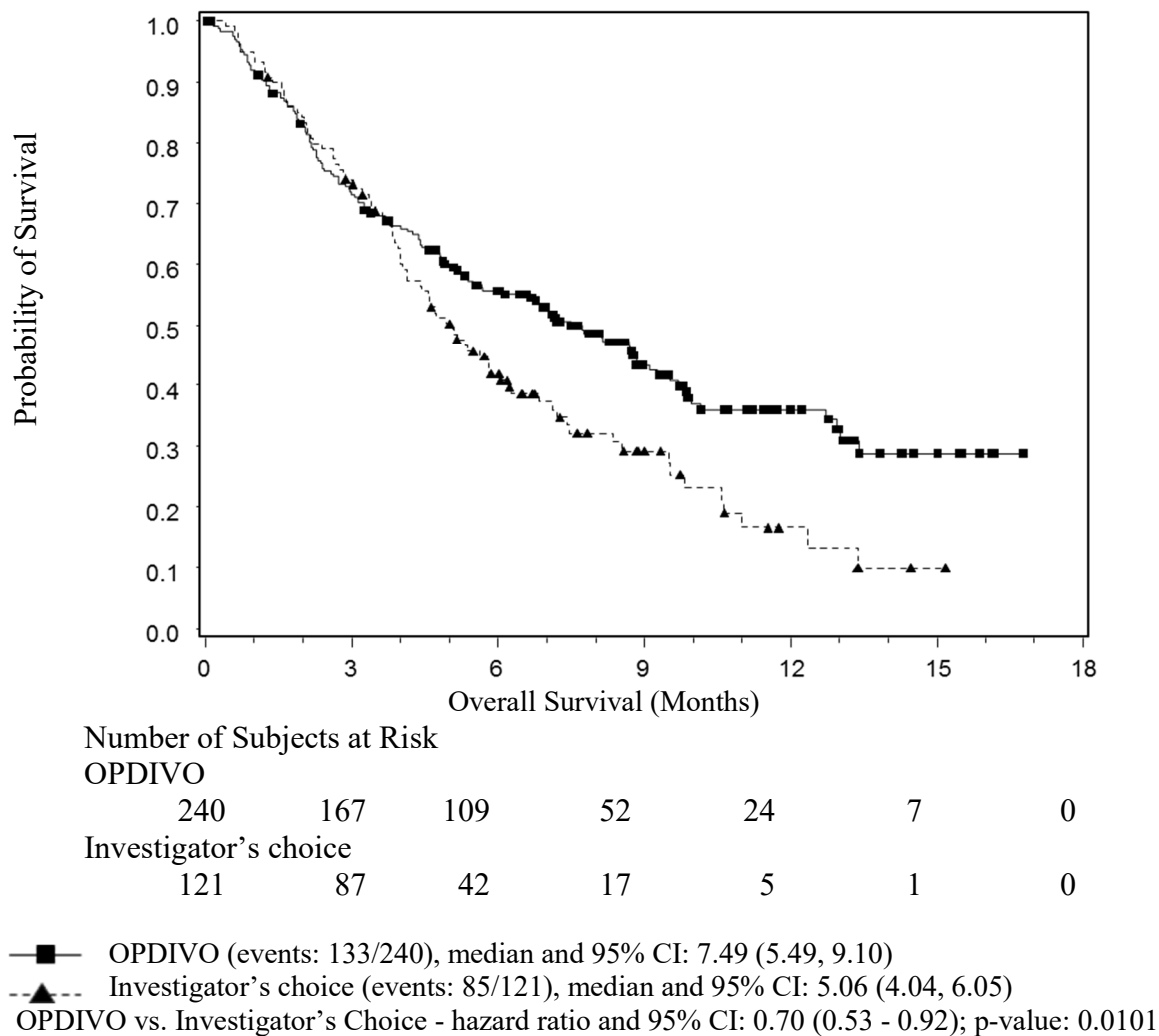 Probability of Survival
1.0
0.9
0.8
0.7
0.6
0.5
0.4
0.3
0.2
0.1
0.0
0 3 6 9 12 15 18
Overall Survival (Months)
Number of Subjects at Risk
OPDIVO
240 167 109 52 24 7 0
Investigator’s choice
121 87 42 17 5 1 0
OPDIVO (events: 133/240), median and 95% CI: 7.49 (5.49, 9.10)
Investigator’s choice (events: 85/121), median and 95% CI: 5.06 (4.04, 6.05)
OPDIVO vs. Investigator’s Choice - hazard ratio and 95% CI: 0.70 (0.53 - 0.92); p-value: 0.0101